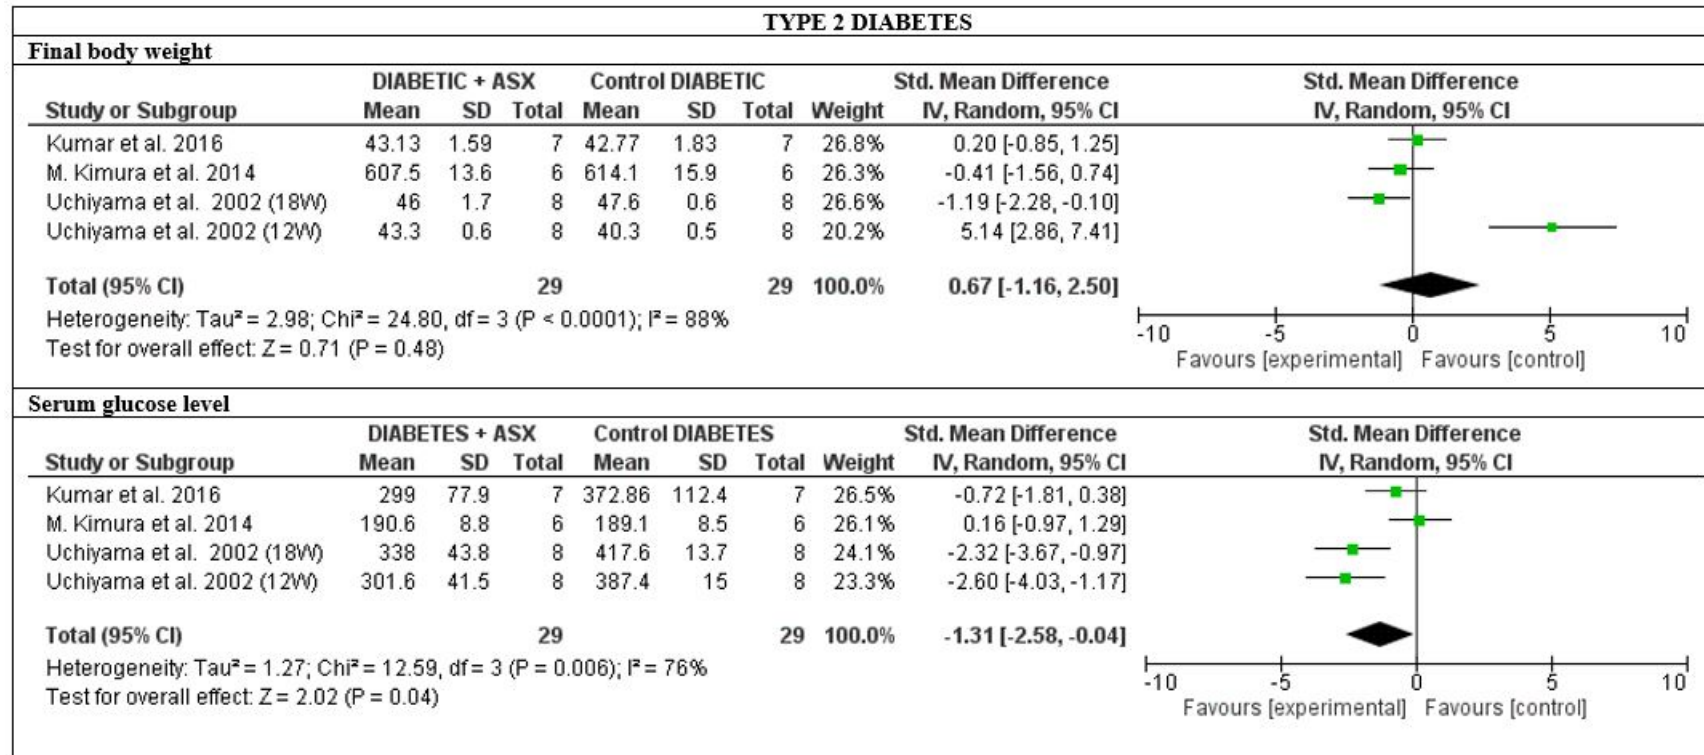 TYPE 2 DIABETES
Final body weight
DIABETIC + ASX Control DIABETIC Std. Mean Difference Std. Mean Difference
Study or Subgroup Mean SD Total Mean SD Total Weight IV, Random, 95% CI IV, Random, 95% CI
Kumar et al. 2016 43.13 1.59 7 42.77 1.83 7 26.8% 0.20 [-0.85, 1.25]
M. Kimura et al. 2014 607.5 13.6 6 614.1 15.9 6 26.3% -0.41 [-1.56, 0.74]
Uchiyama et al. 2002 (18W) 46 1.7 8 47.6 0.6 8 26.6% -1.19 [-2.28, -0.10]
Uchiyama et al. 2002 (12W) 43.3 0.6 8 40.3 0.5 8 20.2% 5.14 [2.86, 7.41]
Total (95% CI) 29 29 100.0% 0.67 [-1.16, 2.50]
Heterogeneity: Tau² = 2.98; Chi² = 24.80, df = 3 (P < 0.0001); I² = 88%
Test for overall effect: Z = 0.71 (P = 0.48)
-10 -5 0 5 10
Favours [experimental] Favours [control]
Serum glucose level
DIABETES + ASX Control DIABETES Std. Mean Difference Std. Mean Difference
Study or Subgroup Mean SD Total Mean SD Total Weight IV, Random, 95% CI IV, Random, 95% CI
Kumar et al. 2016 299 77.9 7 372.86 112.4 7 26.5% -0.72 [-1.81, 0.38]
M. Kimura et al. 2014 190.6 8.8 6 189.1 8.5 6 26.1% 0.16 [-0.97, 1.29]
Uchiyama et al. 2002 (18W) 338 43.8 8 417.6 13.7 8 24.1% -2.32 [-3.67, -0.97]
Uchiyama et al. 2002 (12W) 301.6 41.5 8 387.4 15 8 23.3% -2.60 [-4.03, -1.17]
Total (95% CI) 29 29 100.0% -1.31 [-2.58, -0.04]
Heterogeneity: Tau² = 1.27; Chi² = 12.59, df = 3 (P = 0.006); I² = 76%
Test for overall effect: Z = 2.02 (P = 0.04)
-10 -5 0 5 10
Favours [experimental] Favours [control]